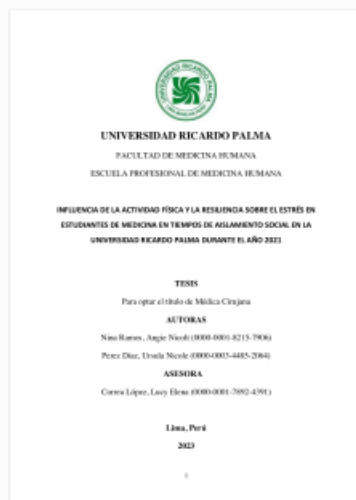 UNIVERSIDAD RICARDO PALMA
FACULTAD DE MEDICINA HUMANA
ESCUELA PROFESIONAL DE MEDICINA HUMANA
INFLUENCIA DE LA ACTIVIDAD FÍSICA Y LA RESILIENCIA SOBRE EL ESTRÉS EN
ESTUDIANTES DE MEDICINA EN TIEMPOS DE AISLAMIENTO SOCIAL EN LA
UNIVERSIDAD RICARDO PALMA DURANTE EL AÑO 2021
TESIS
Para optar el título de Médica Cirujana
AUTORAS
Nina Ramos, Angie Nicoli (0000-0001-8215-7906)
Perez Diaz, Ursula Nicole (0000-0003-4485-2064)
ASESORA
Correa López, Lucy Elena (0000-0001-7892-4391)
Lima, Perú
2023